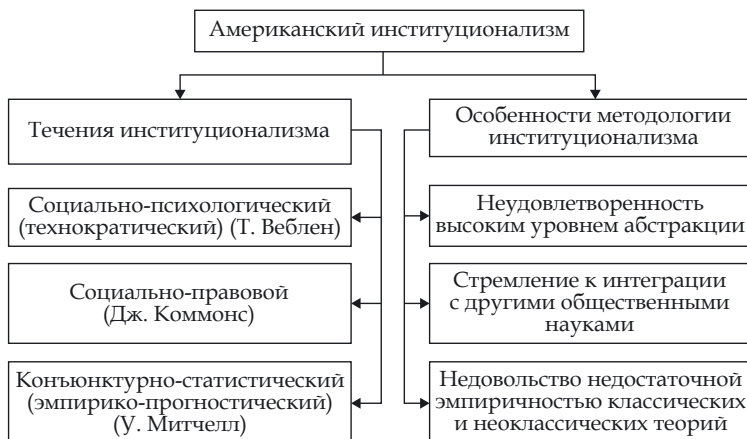 Американский институционализм
Течения институционализма
Социально-психологический
(технократический) (Т. Веблен)
Социально-правовой
(Дж. Коммонс)
Конъюнктурно-статистический
(эмпирико-прогностический)
(У. Митчелл)
Особенности методологии
институционализма
Неудовлетворенность
высоким уровнем абстракции
Стремление к интеграции
с другими общественными
науками
Недовольство недостаточной
эмпиричностью классических
и неоклассических теорий